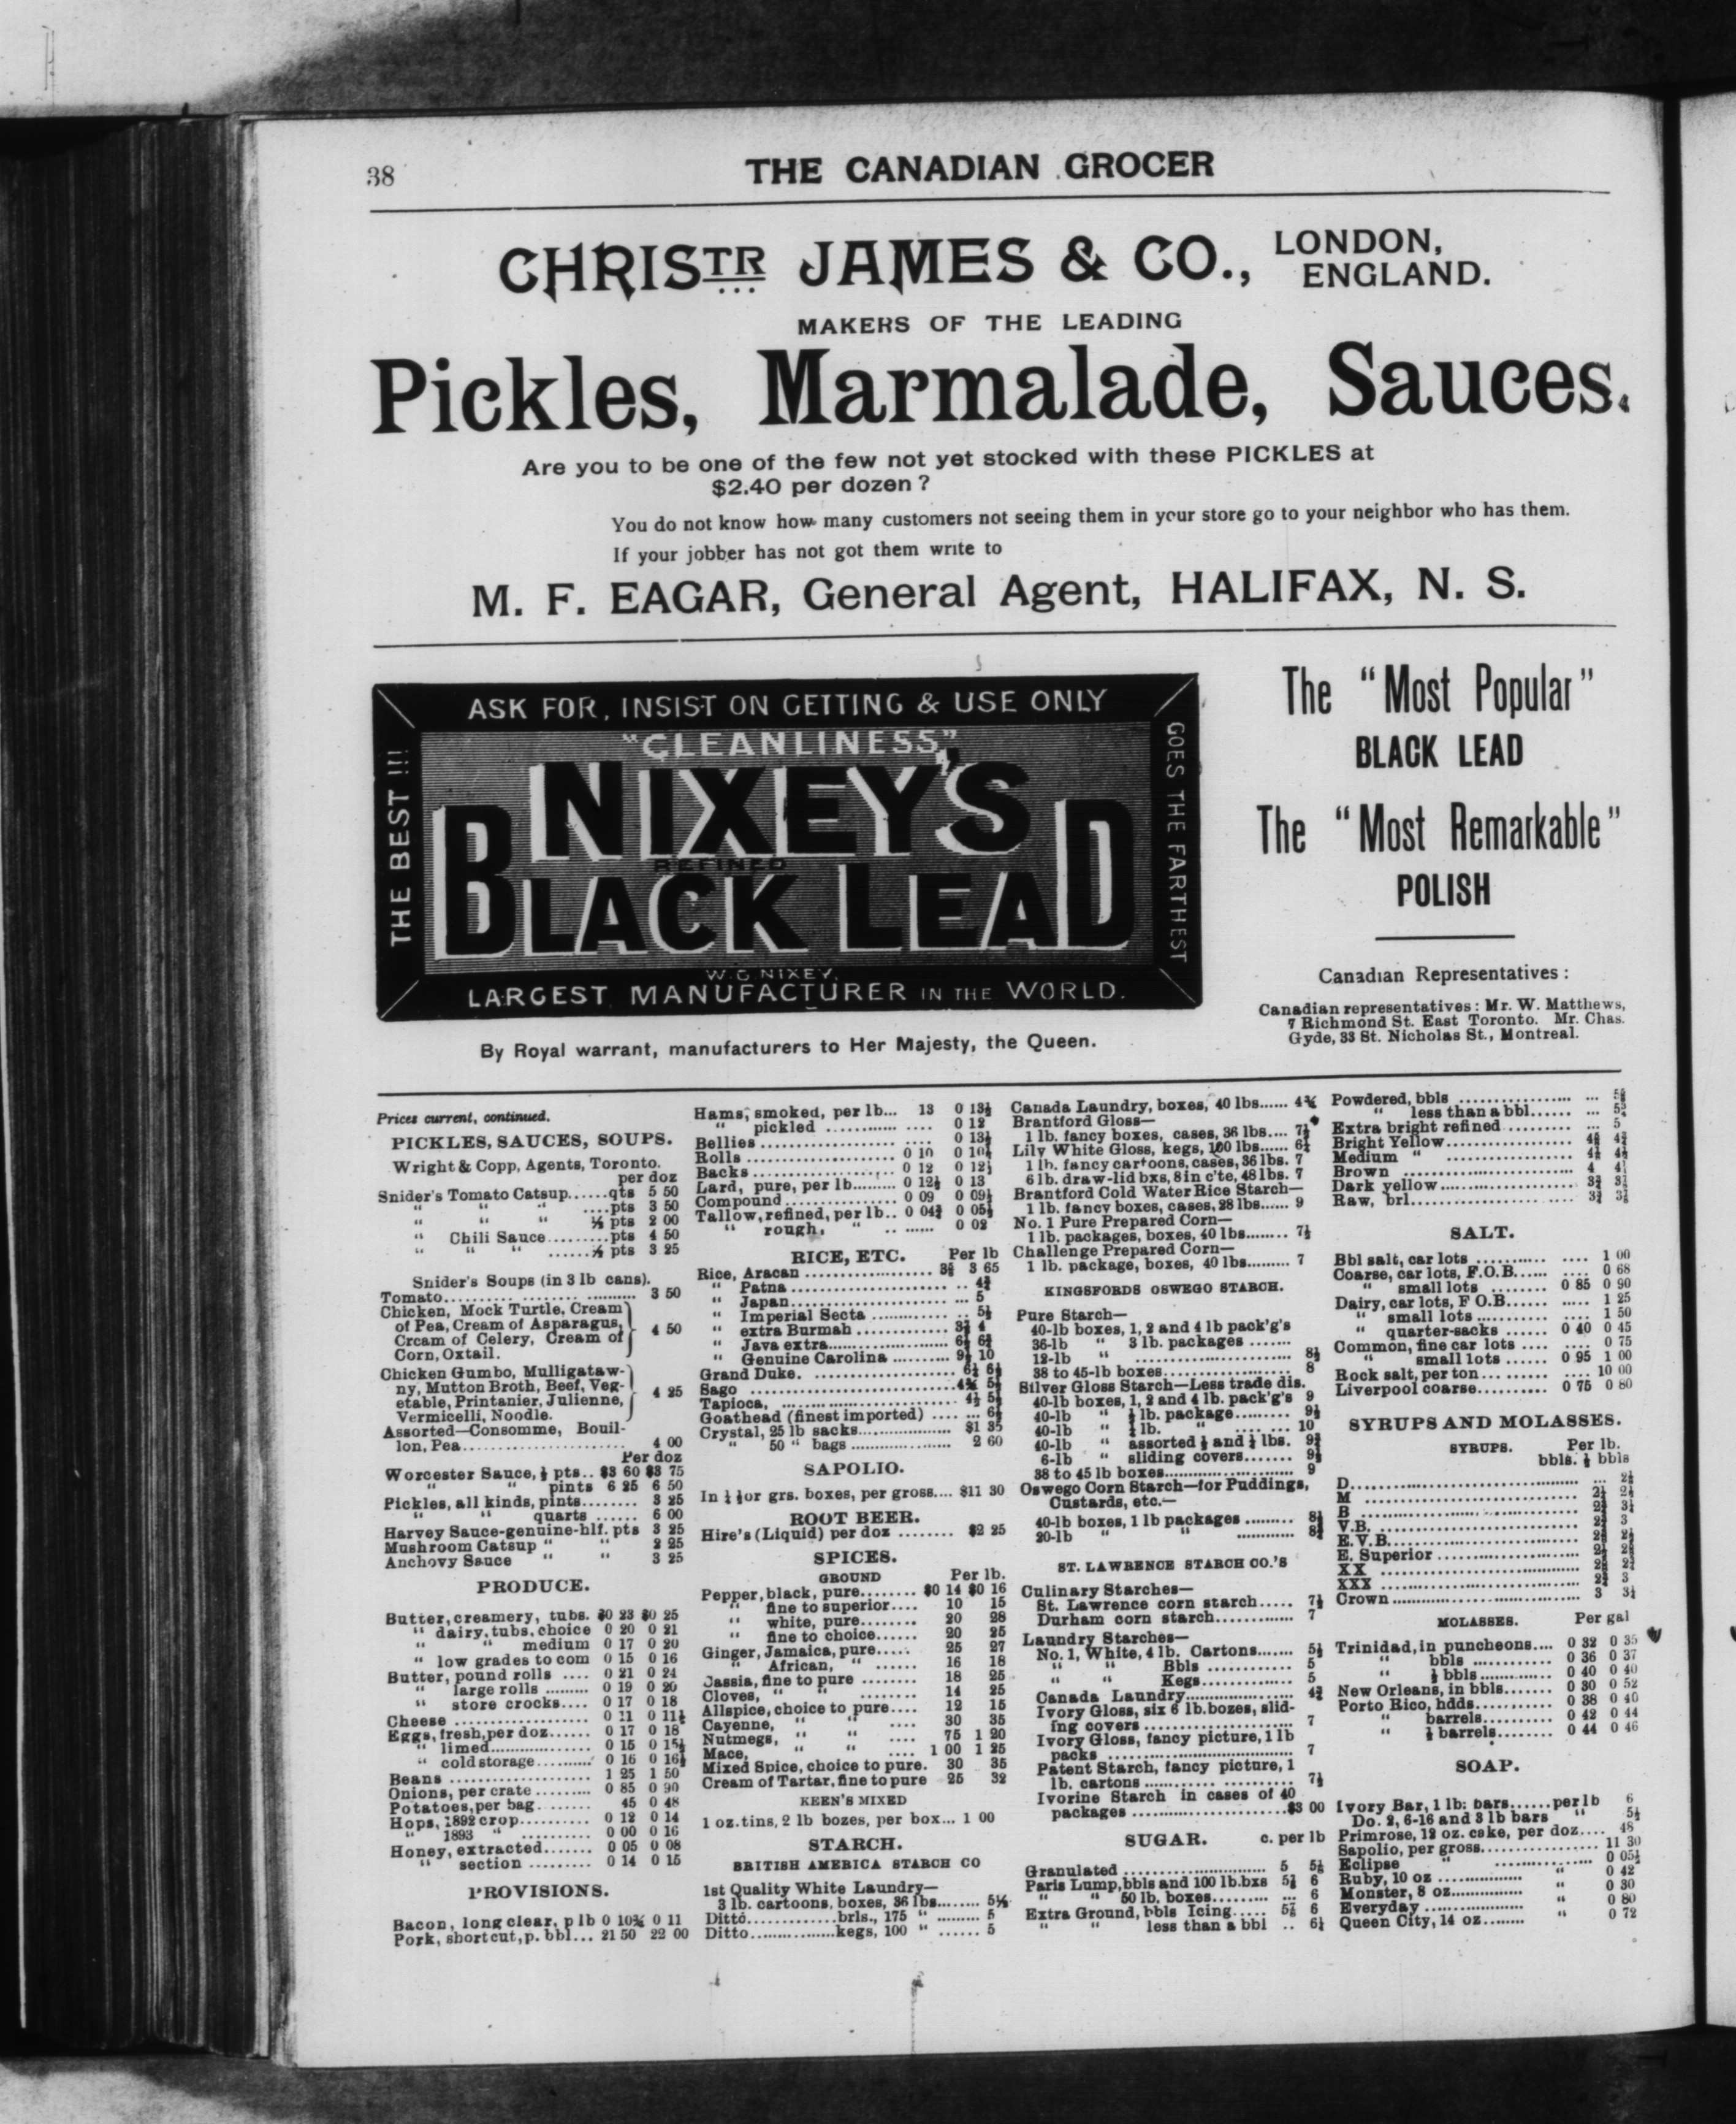 38
THE CANADIAN GROCER
CHRISTR JAMES & CO., LONDON,
ENGLAND.
MAKERS OF THE LEADING
Pickles, Marmalade, Sauces.
Are you to be one of the few not yet stocked with these PICKLES at
$2.40 per dozen?
You do not know how many customers not seeing them in your store go to your neighbor who has them.
If your jobber has not got them write to
M. F. EAGAR, General Agent, HALIFAX, N. S.
ASK FOR, INSIST ON GETTING & USE ONLY
THE BEST !!!
"CLEANLINESS"
NIXEY'S
REFINED
BLACK LEAD
GOES THE FARTHEST
W. G. NIXEY,
LARGEST MANUFACTURER IN THE WORLD.
By Royal warrant, manufacturers to Her Majesty, the Queen.
The "Most Popular"
BLACK LEAD
The "Most Remarkable"
POLISH
Canadian Representatives:
Canadian representatives: Mr. W. Matthews,
7 Richmond St. East Toronto. Mr. Chas.
Gyde, 33 St. Nicholas St., Montreal.
Prices current, continued.
PICKLES, SAUCES, SOUPS.
Wright & Copp, Agents, Toronto.
per doz
Snider's Tomato Catsup......qts 5 50
" " " ....pts 3 50
" " " ½ pts 2 00
" Chili Sauce.........pts 4 50
" " " ......½ pts 3 25
Snider's Soups (in 3 lb cans).
Tomato.......... ........ .......... 3 50
Chicken, Mock Turtle, Cream
of Pea, Cream of Asparagus,
Cream of Celery, Cream of
Corn, Oxtail. 4 50
Chicken Gumbo, Mulligataw-
ny, Mutton Broth, Beef, Veg-
etable, Printanier, Julienne,
Vermicelli, Noodle. 4 25
Assorted—Consomme, Bouil-
lon, Pea.......................... 4 00
Per doz
Worcester Sauce, ½ pts.. $3 60 $3 75
" " pints 6 25 6 50
Pickles, all kinds, pints........ 3 25
" " quarts ...... 6 00
Harvey Sauce-genuine-hlf. pts 3 25
Mushroom Catsup " " 2 25
Anchovy Sauce " " 3 25
PRODUCE.
Butter, creamery, tubs. $0 23 $0 25
" dairy, tubs, choice 0 20 0 21
" " medium 0 17 0 20
" low grades to com 0 15 0 16
Butter, pound rolls .... 0 21 0 24
" large rolls ......... 0 19 0 20
" store crocks.... 0 17 0 18
Cheese .................. 0 11 0 11½
Eggs, fresh, per doz...... 0 17 0 18
" limed.................. 0 15 0 15½
" cold storage.......... 0 16 0 16½
Beans .................... 1 25 1 50
Onions, per crate ......... 0 85 0 90
Potatoes, per bag........ 45 0 48
Hops, 1892 crop.......... 0 12 0 14
" 1893 " .......... 0 00 0 16
Honey, extracted....... 0 05 0 08
" section ......... 0 14 0 15
PROVISIONS.
Bacon, long clear, p lb 0 10¾ 0 11
Pork, short cut, p. bbl... 21 50 22 00
Hams, smoked, per lb... 13 0 13½
" pickled ............ .... 0 12
Bellies ................... .... 0 13½
Rolls ..................... 0 10 0 10½
Backs.................... 0 12 0 12½
Lard, pure, per lb......... 0 12½ 0 13
Compound................ 0 09 0 09½
Tallow, refined, per lb.. 0 04¾ 0 05½
" rough, " .. ...... 0 02
RICE, ETC. Per lb
Rice, Aracan .................. 3¾ 3 65
" Patna ...................... .. 4¾
" Japan...................... ... 5
" Imperial Secta ........... .. 5½
" extra Burmah ............. 3¾ 4
" Java extra..................... 6½ 6¾
" Genuine Carolina .......... 9½ 10
Grand Duke. .................... 6½ 6½
Sago .............................4¾ 5½
Tapioca, ......................... 4½ 5½
Goathead (finest imported) .... ... 6½
Crystal, 25 lb sacks................. $1 35
" 50 " bags ................... 2 60
SAPOLIO.
In ¼ ½or grs. boxes, per gross.... $11 30
ROOT BEER.
Hire's (Liquid) per doz ........ $2 25
SPICES.
GROUND Per lb.
Pepper, black, pure........ $0 14 $0 16
" fine to superior.... 10 15
" white, pure........ 20 28
" fine to choice...... 20 25
Ginger, Jamaica, pure..... 25 27
" African, " ...... 16 18
Cassia, fine to pure ........ 18 25
Cloves, " " ........ 14 25
Allspice, choice to pure.... 12 15
Cayenne, " " .... 30 35
Nutmegs, " " .... 75 1 20
Mace, " " .... 1 00 1 25
Mixed Spice, choice to pure. 30 35
Cream of Tartar, fine to pure 25 32
KEEN'S MIXED
1 oz. tins, 2 lb bozes, per box... 1 00
STARCH.
BRITISH AMERICA STARCH CO
1st Quality White Laundry—
3 lb. cartoons, boxes, 36 lbs........ 5½
Ditto.............brls., 175 " .......... 5
Ditto................kegs, 100 " ...... 5
Canada Laundry, boxes, 40 lbs...... 4¾
Brantford Gloss—
1 lb. fancy boxes, cases, 36 lbs.... 7½
Lily White Gloss, kegs, 100 lbs...... 6½
1 lb. fancy cartoons, cases, 36 lbs. 7
6 lb. draw-lid bxs, 8 in c'te, 48 lbs. 7
Brantford Cold Water Rice Starch—
1 lb. fancy boxes, cases, 28 lbs...... 9
No. 1 Pure Prepared Corn—
1 lb. packages, boxes, 40 lbs........ 7½
Challenge Prepared Corn—
1 lb. package, boxes, 40 lbs.......... 7
KINGSFORDS OSWEGO STARCH.
Pure Starch—
40-lb boxes, 1, 2 and 4 lb pack'g's
36-lb " 3 lb. packages .......
12-lb " ......................... 8½
38 to 45-lb boxes.................... 8
Silver Gloss Starch—Less trade dis.
40-lb boxes, 1, 2 and 4 lb. pack'g's 9
40-lb " ½ lb. package......... 9½
40-lb " ¼ lb. " .... ... 10
40-lb " assorted ½ and ¼ lbs. 9¾
6-lb " sliding covers....... 9½
38 to 45 lb boxes.................... 9
Oswego Corn Starch—for Puddings,
Custards, etc.—
40-lb boxes, 1 lb packages ......... 8½
20-lb " " ............ 8¾
ST. LAWRENCE STARCH CO.'S
Culinary Starches—
St. Lawrence corn starch..... 7½
Durham corn starch............. 7
Laundry Starches—
No. 1, White, 4 lb. Cartons....... 5½
" " Bbls ............ 5
" " Kegs............. 5
Canada Laundry..................... 4¾
Ivory Gloss, six 6 lb. bozes, slid-
ing covers ........................ 7
Ivory Gloss, fancy picture, 1 lb
packs ............................. 7
Patent Starch, fancy picture, 1
lb. cartons ........................ 7½
Ivorine Starch in cases of 40
packages .........................$3 00
SUGAR. c. per lb
Granulated ........................ 5 5½
Paris Lump, bbls and 100 lb. bxs 5¾ 6
" " 50 lb. boxes......... ... 6
Extra Ground, bbls Icing..... 5⅞ 6
" " less than a bbl .. 6¼
Powdered, bbls ................... ... 5⅝
" less than a bbl...... ... 5¾
Extra bright refined ......... ... 5
Bright Yellow.................. 4⅝ 4¾
Medium " .................. 4½ 4⅝
Brown ........................ 4 4¼
Dark yellow................... 3¾ 3⅞
Raw, brl........................ 3¾ 3½
SALT.
Bbl salt, car lots ........... .... 1 00
Coarse, car lots, F.O.B...... .... 0 68
" small lots ........ 0 85 0 90
Dairy, car lots, F O.B...... ..... 1 25
" small lots........... .... 1 50
" quarter-sacks ...... 0 40 0 45
Common, fine car lots .... .... 0 75
" small lots ...... 0 95 1 00
Rock salt, per ton.......... .... 10 00
Liverpool coarse.......... 0 75 0 80
SYRUPS AND MOLASSES.
SYRUPS. Per lb.
bbls. ½ bbls
D................................ ... 2½
M ............................... 2½ 2½
B ............................... 2¾ 3¼
V.B. ............................ 2¾ 3
E.V.B........................... 2⅜ 2½
E. Superior ..................... 2½ 2¾
XX ............................. 2⅝ 2¾
XXX ............................ 2¾ 3
Crown........................... 3 3¼
MOLASSES. Per gal
Trinidad, in puncheons.... 0 32 0 35
" bbls ............ 0 36 0 37
" ½ bbls............. 0 40 0 40
New Orleans, in bbls....... 0 30 0 52
Porto Rico, hdds........... 0 38 0 40
" barrels.......... 0 42 0 44
" ½ barrels........ 0 44 0 46
SOAP.
Ivory Bar, 1 lb. bars...... per lb 6
Do. 2, 6-16 and 3 lb bars " 5½
Primrose, 12 oz. cake, per doz.... 48
Sapolio, per gross.................. 11 30
Eclipse " .................. 0 05½
Ruby, 10 oz ............... " 0 42
Monster, 8 oz............... " 0 30
Everyday ................... " 0 80
Queen City, 14 oz........ " 0 72